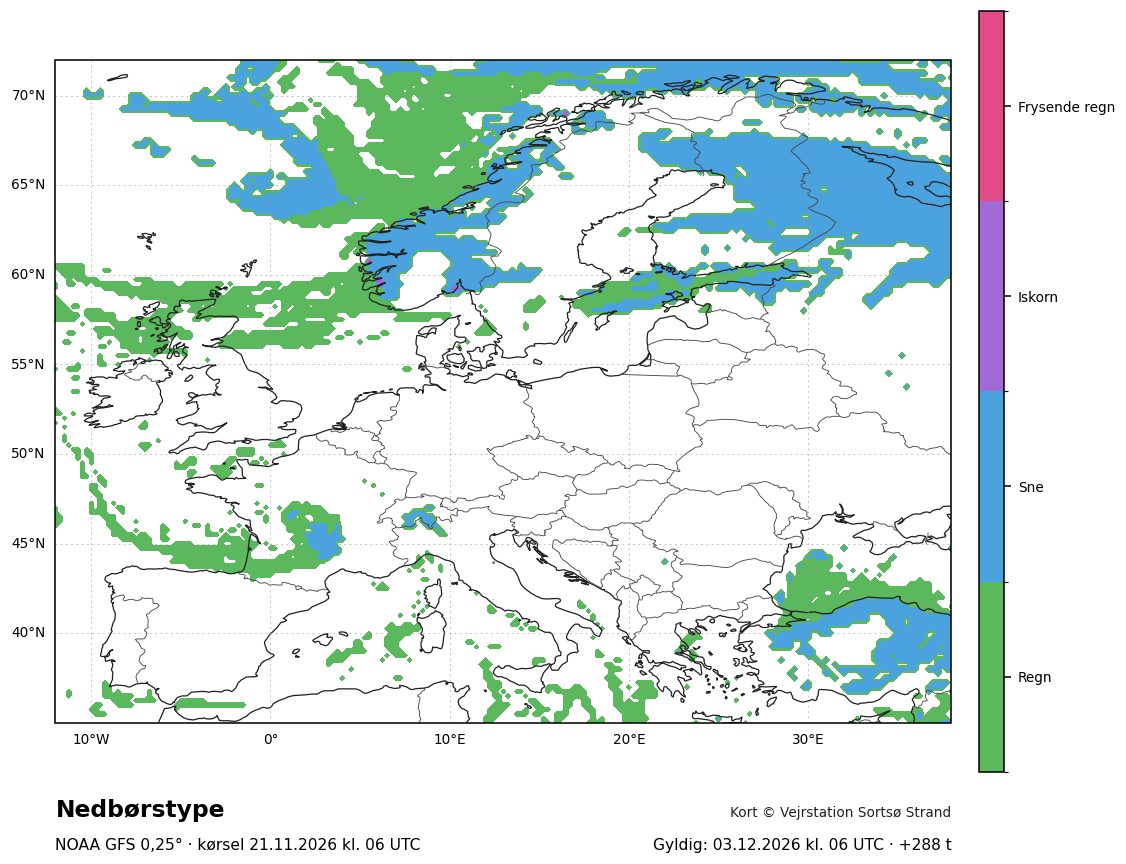 70°N
65°N
60°N
55°N
50°N
45°N
40°N
10°W
0°
10°E
20°E
30°E
Frysende regn
Iskorn
Sne
Regn
Nedbørstype
Kort © Vejrstation Sortsø Strand
NOAA GFS 0,25° · kørsel 21.11.2026 kl. 06 UTC
Gyldig: 03.12.2026 kl. 06 UTC · +288 t